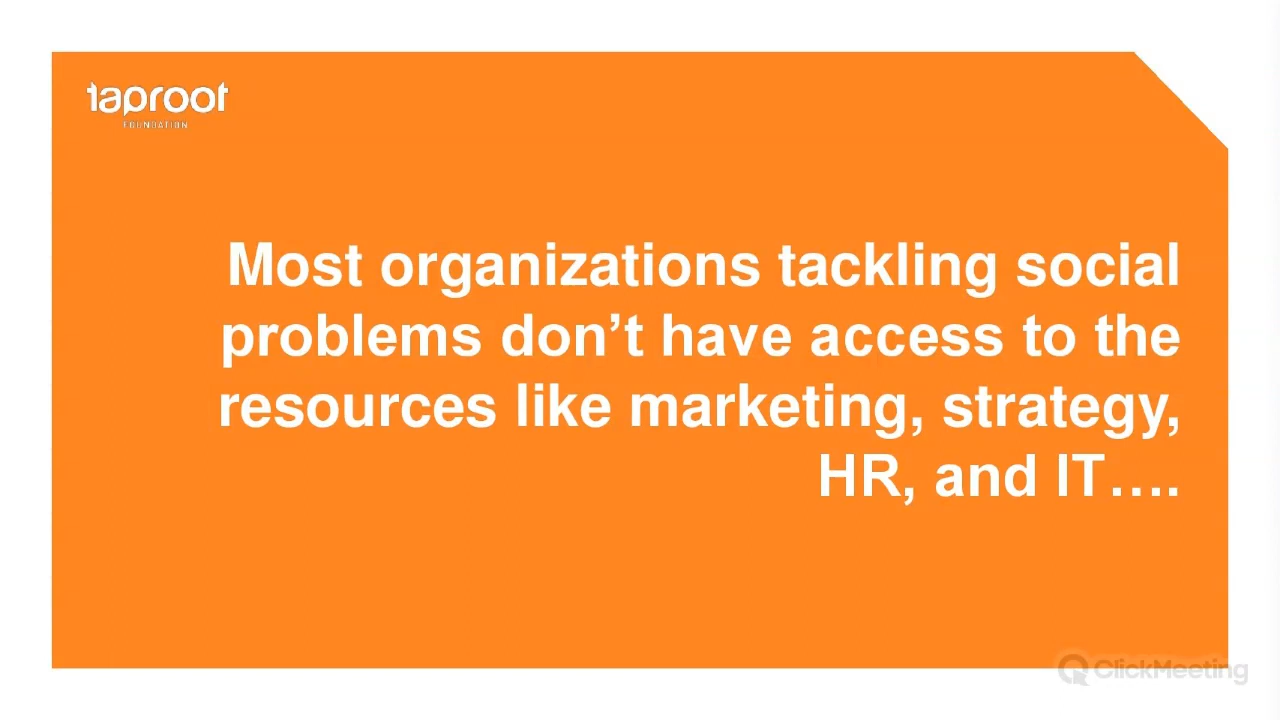 taproot
FOUNDATION
Most organizations tackling social
problems don’t have access to the
resources like marketing, strategy,
HR, and IT….
ClickMeeting